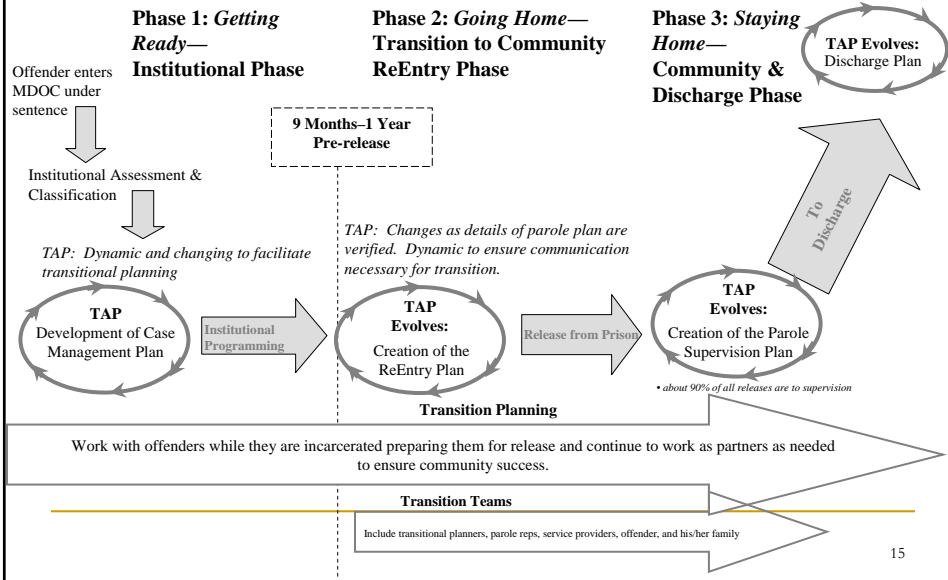 Phase 1: Getting
Ready—
Institutional Phase
Phase 2: Going Home—
Transition to Community
ReEntry Phase
Phase 3: Staying
Home—
Community &
Discharge Phase
TAP Evolves:
Discharge Plan
Offender enters
MDOC under
sentence
9 Months–1 Year
Pre-release
Institutional Assessment &
Classification
To
Discharge
TAP: Dynamic and changing to facilitate
transitional planning
TAP: Changes as details of parole plan are
verified. Dynamic to ensure communication
necessary for transition.
TAP
Development of Case
Management Plan
Institutional
Programming
TAP
Evolves:
Creation of the
ReEntry Plan
Release from Prison
TAP
Evolves:
Creation of the Parole
Supervision Plan
• about 90% of all releases are to supervision
Transition Planning
Work with offenders while they are incarcerated preparing them for release and continue to work as partners as needed
to ensure community success.
Transition Teams
Include transitional planners, parole reps, service providers, offender, and his/her family
15